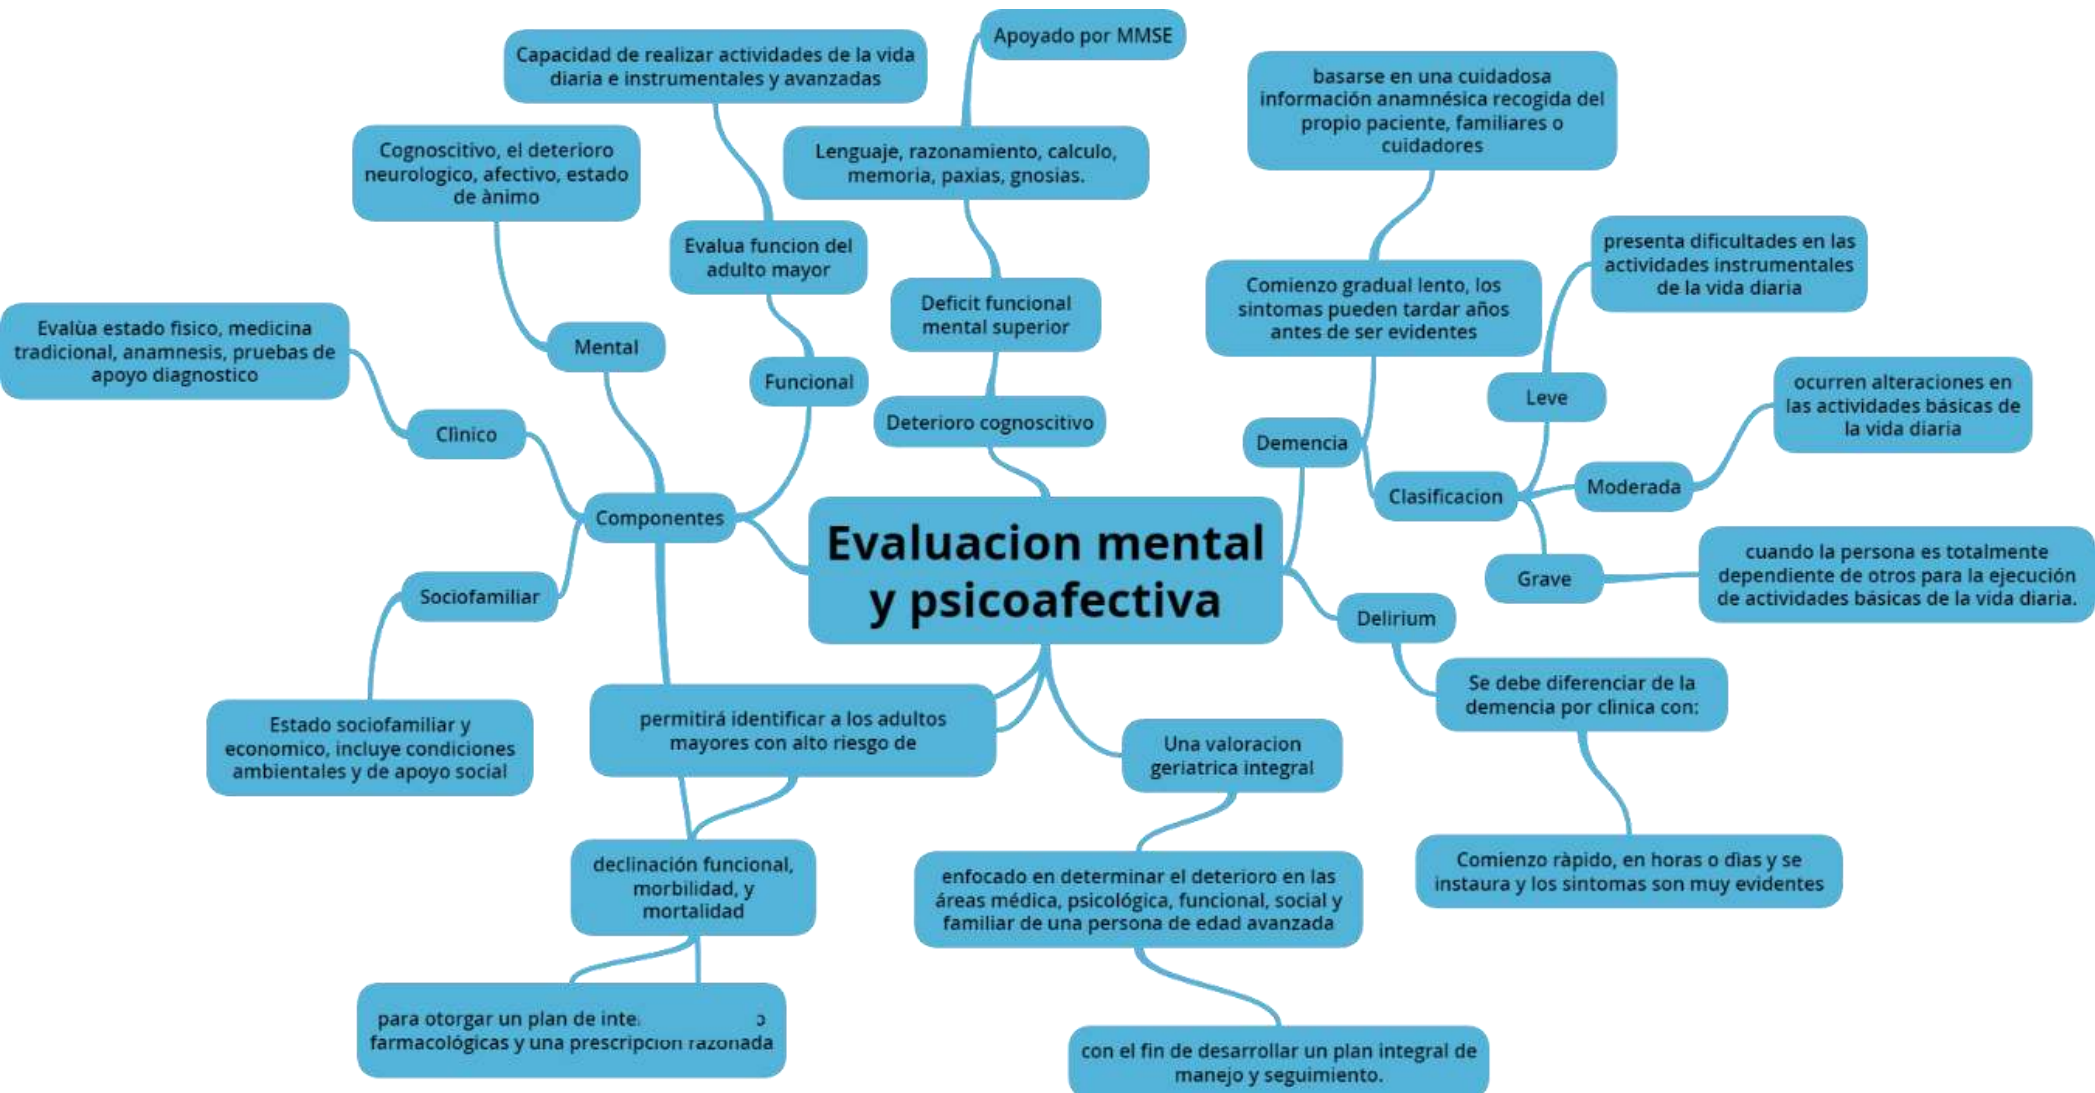 Apoyado por MMSE
Capacidad de realizar actividades de la vida
diaria e instrumentales y avanzadas
basarse en una cuidadosa
información anamnésica recogida del
propio paciente, familiares o
cuidadores
Cognoscitivo, el deterioro
neurologico, afectivo, estado
de ànimo
Lenguaje, razonamiento, calculo,
memoria, paxias, gnosias.
Evalua funcion del
adulto mayor
presenta dificultades en las
actividades instrumentales
de la vida diaria
Deficit funcional
mental superior
Comienzo gradual lento, los
sintomas pueden tardar años
antes de ser evidentes
Evalùa estado fisico, medicina
tradicional, anamnesis, pruebas de
apoyo diagnostico
Mental
Funcional
Leve
ocurren alteraciones en
las actividades básicas de
la vida diaria
Clìnico
Deterioro cognoscitivo
Demencia
Clasificacion
Moderada
Componentes
Evaluacion mental
y psicoafectiva
Grave
cuando la persona es totalmente
dependiente de otros para la ejecución
de actividades básicas de la vida diaria.
Sociofamiliar
Delirium
Estado sociofamiliar y
economico, incluye condiciones
ambientales y de apoyo social
permitirá identificar a los adultos
mayores con alto riesgo de
Una valoracion
geriatrica integral
Se debe diferenciar de la
demencia por clìnica con:
declinación funcional,
morbilidad, y
mortalidad
enfocado en determinar el deterioro en las
áreas médica, psicológica, funcional, social y
familiar de una persona de edad avanzada
Comienzo ràpido, en horas o dìas y se
instaura y los sintomas son muy evidentes
para otorgar un plan de
farmacológicas y una prescripción razonada
con el fin de desarrollar un plan integral de
manejo y seguimiento.